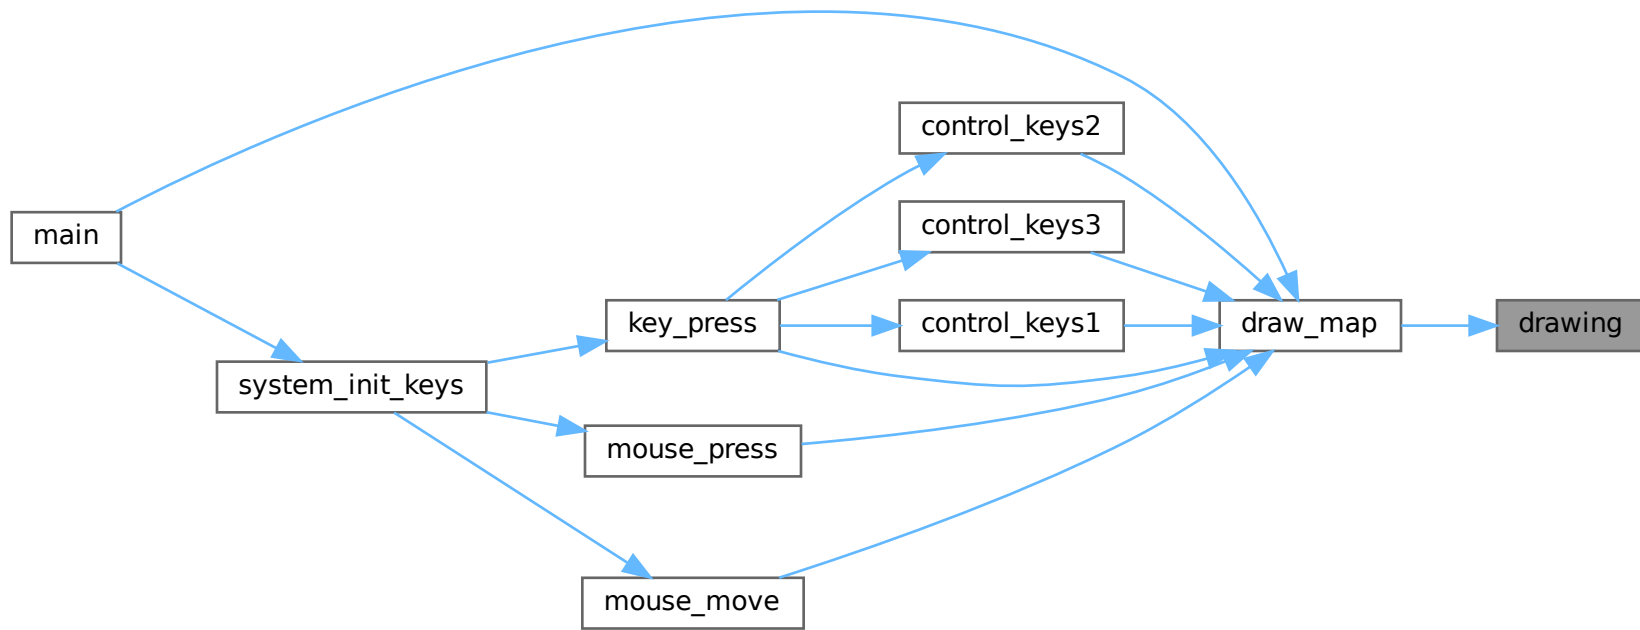 control_keys2
control_keys3
main
key_press
control_keys1
draw_map
drawing
system_init_keys
mouse_press
mouse_move